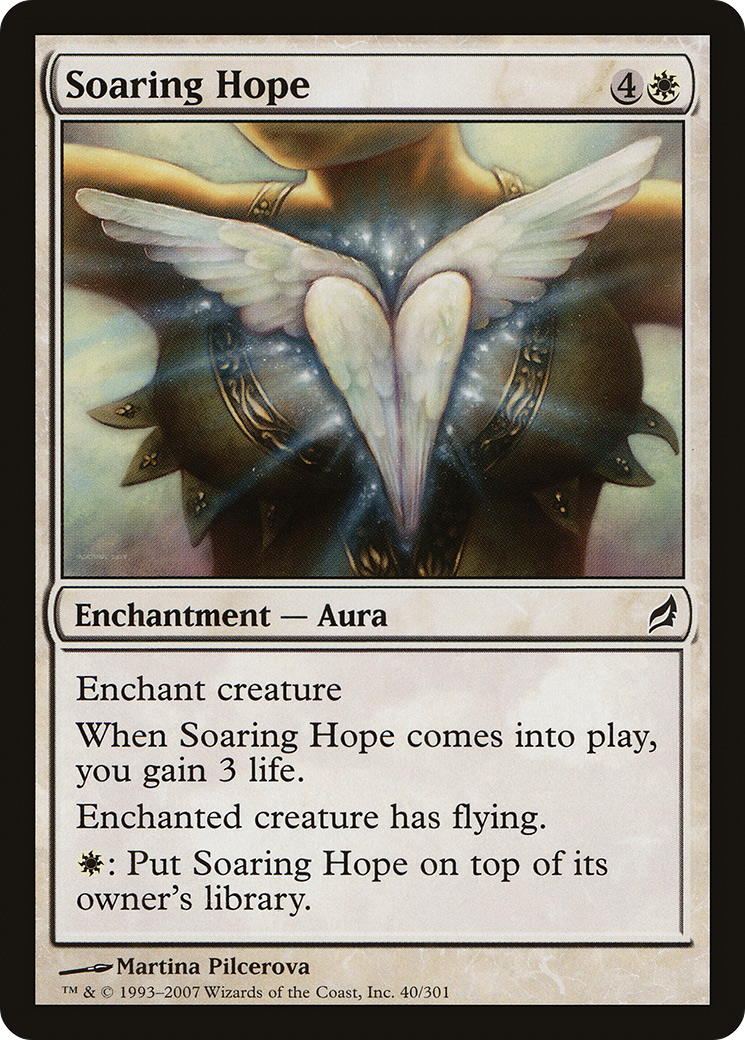 Soaring Hope 4
Enchantment — Aura
Enchant creature
When Soaring Hope comes into play,
you gain 3 life.
Enchanted creature has flying.
: Put Soaring Hope on top of its
owner's library.
Martina Pilcerova
™ & © 1993–2007 Wizards of the Coast, Inc. 40/301